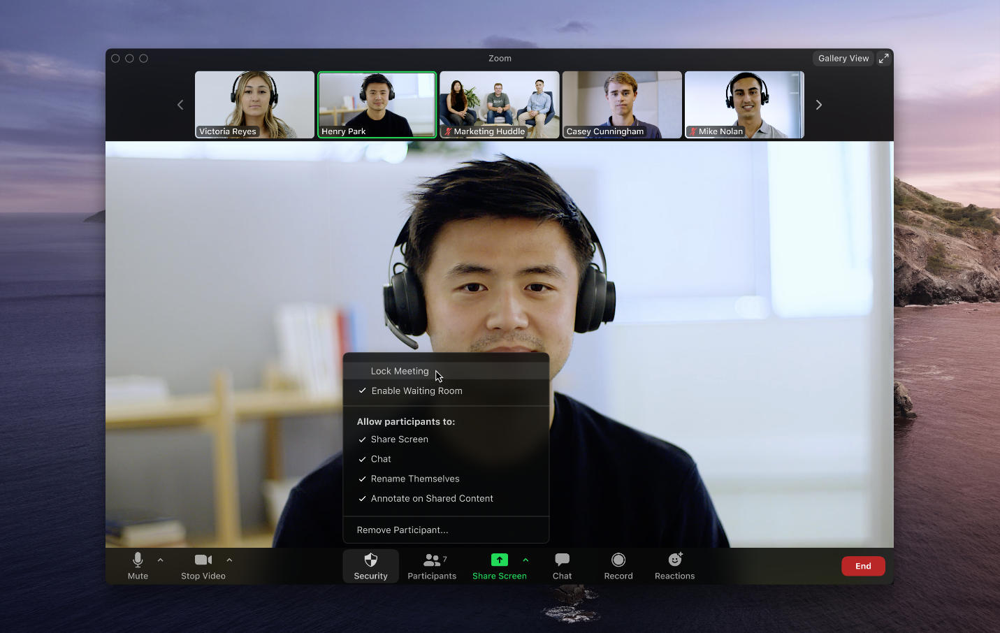 Zoom
Gallery View
Victoria Reyes
Henry Park
Marketing Huddle
Casey Cunningham
Mike Nolan
Lock Meeting
Enable Waiting Room
Allow participants to:
Share Screen
Chat
Rename Themselves
Annotate on Shared Content
Remove Participant...
Mute
Stop Video
Security
7
Participants
Share Screen
Chat
Record
Reactions
End